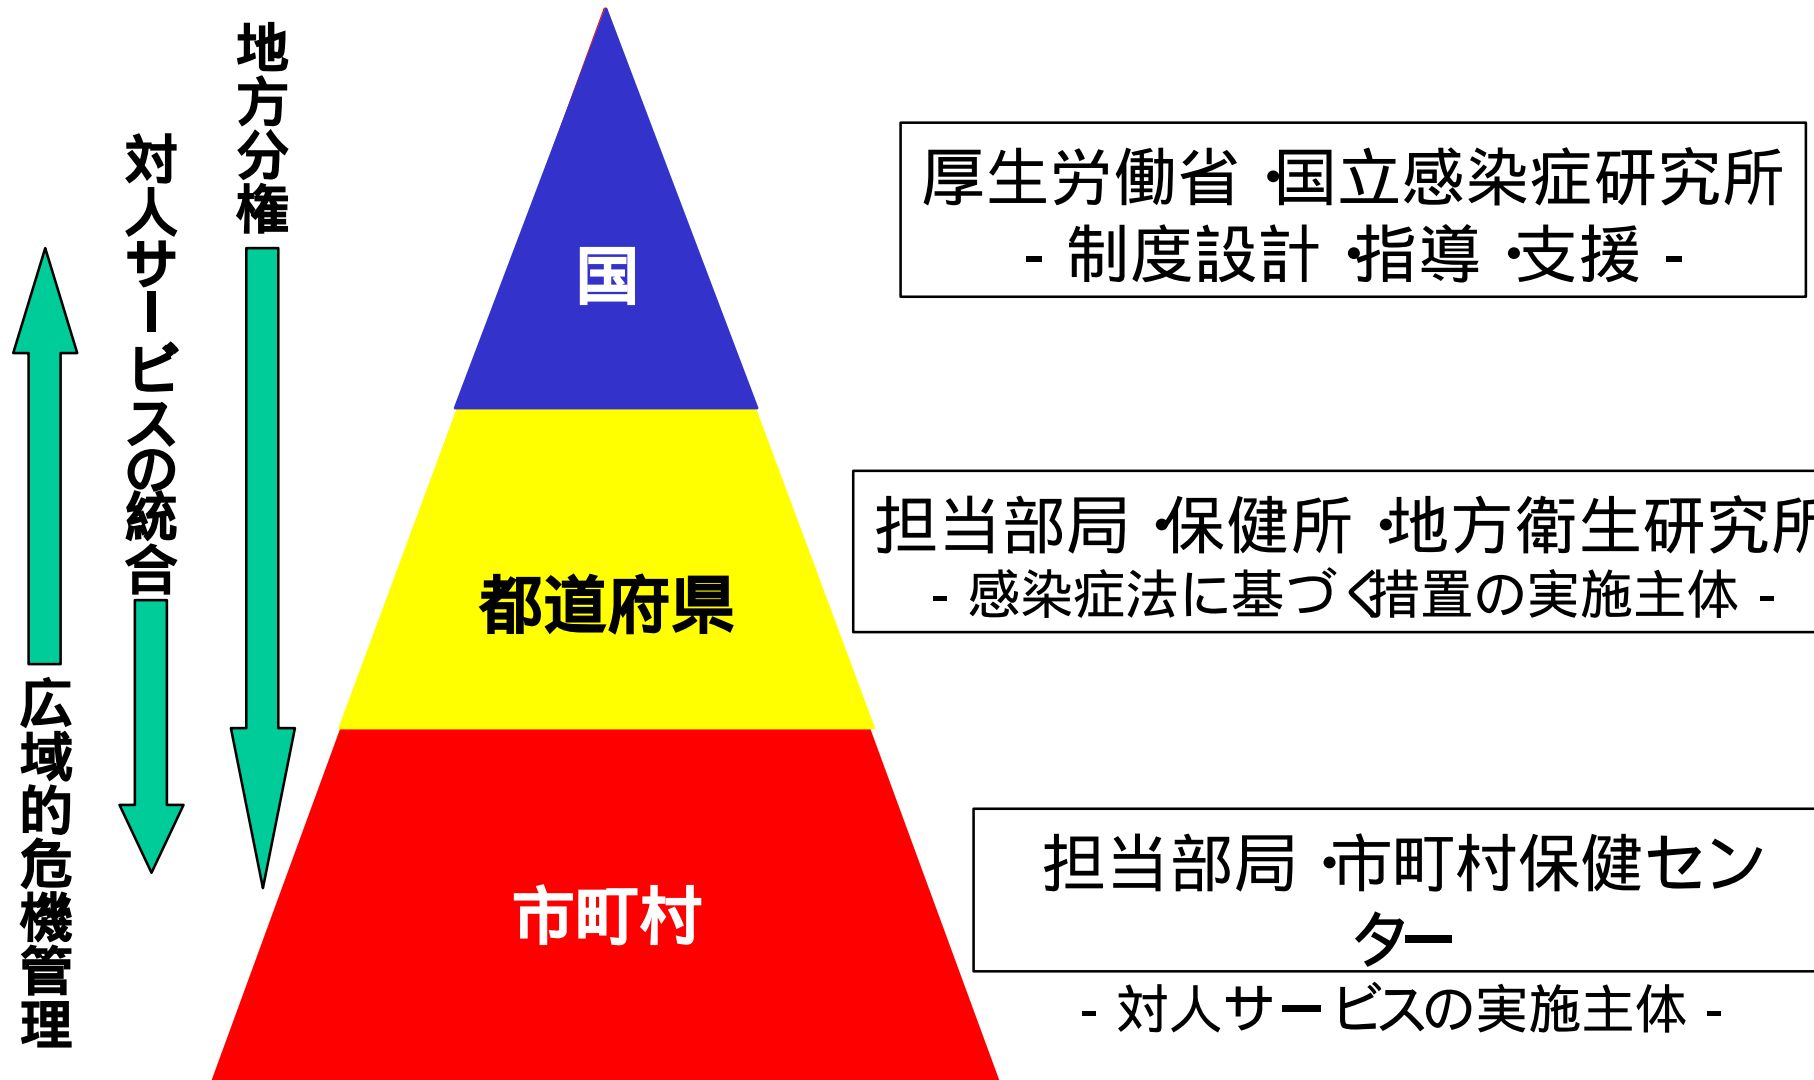 地方分権
対人サービスの統合
広域的危機管理
国
都道府県
市町村
厚生労働省・国立感染症研究所
- 制度設計・指導・支援 -
担当部局・保健所・地方衛生研究所
- 感染症法に基づく措置の実施主体 -
担当部局・市町村保健セン
ター
- 対人サービスの実施主体 -